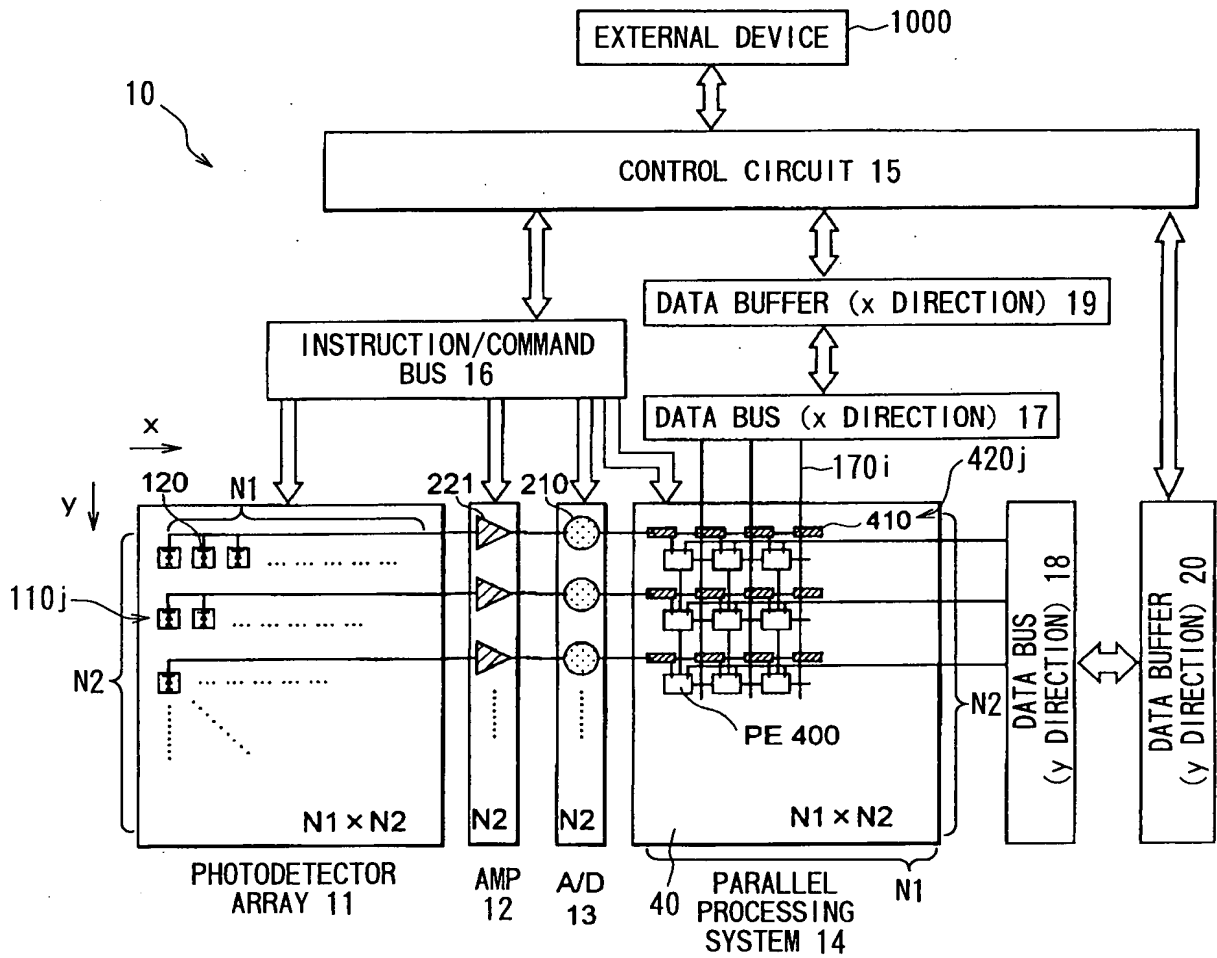 EXTERNAL DEVICE
1000
10
CONTROL CIRCUIT 15
DATA BUFFER (x DIRECTION) 19
INSTRUCTION/COMMAND
BUS 16
DATA BUS (x DIRECTION) 17
x
170i
420j
y
120
N1
221
210
410
110j
N2
N2
PE 400
N1×N2
N2
N2
N1×N2
DATA BUS
(y DIRECTION) 18
DATA BUFFER
(y DIRECTION) 20
PHOTODETECTOR
ARRAY 11
AMP
12
A/D
13
40
PARALLEL
PROCESSING
SYSTEM 14
N1